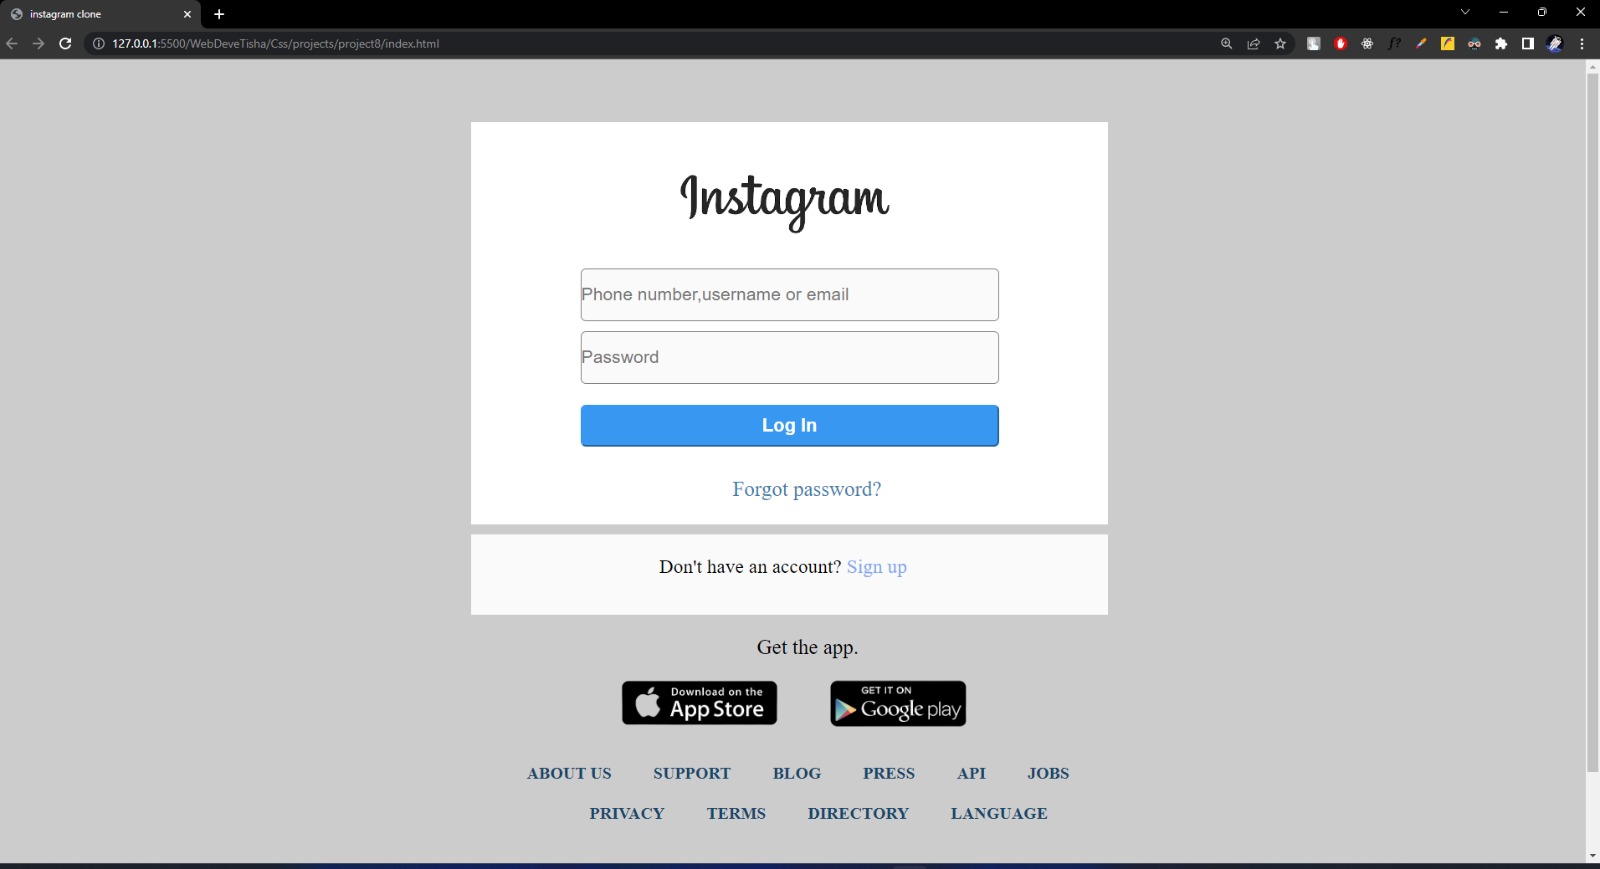 instagram clone
127.0.0.1:5500/WebDeveTisha/Css/projects/project8/index.html
f?
Instagram
Phone number,username or email
Password
Log In
Forgot password?
Don't have an account? Sign up
Get the app.
Download on the
App Store
GET IT ON
Google play
ABOUT US SUPPORT BLOG PRESS API JOBS
PRIVACY TERMS DIRECTORY LANGUAGE